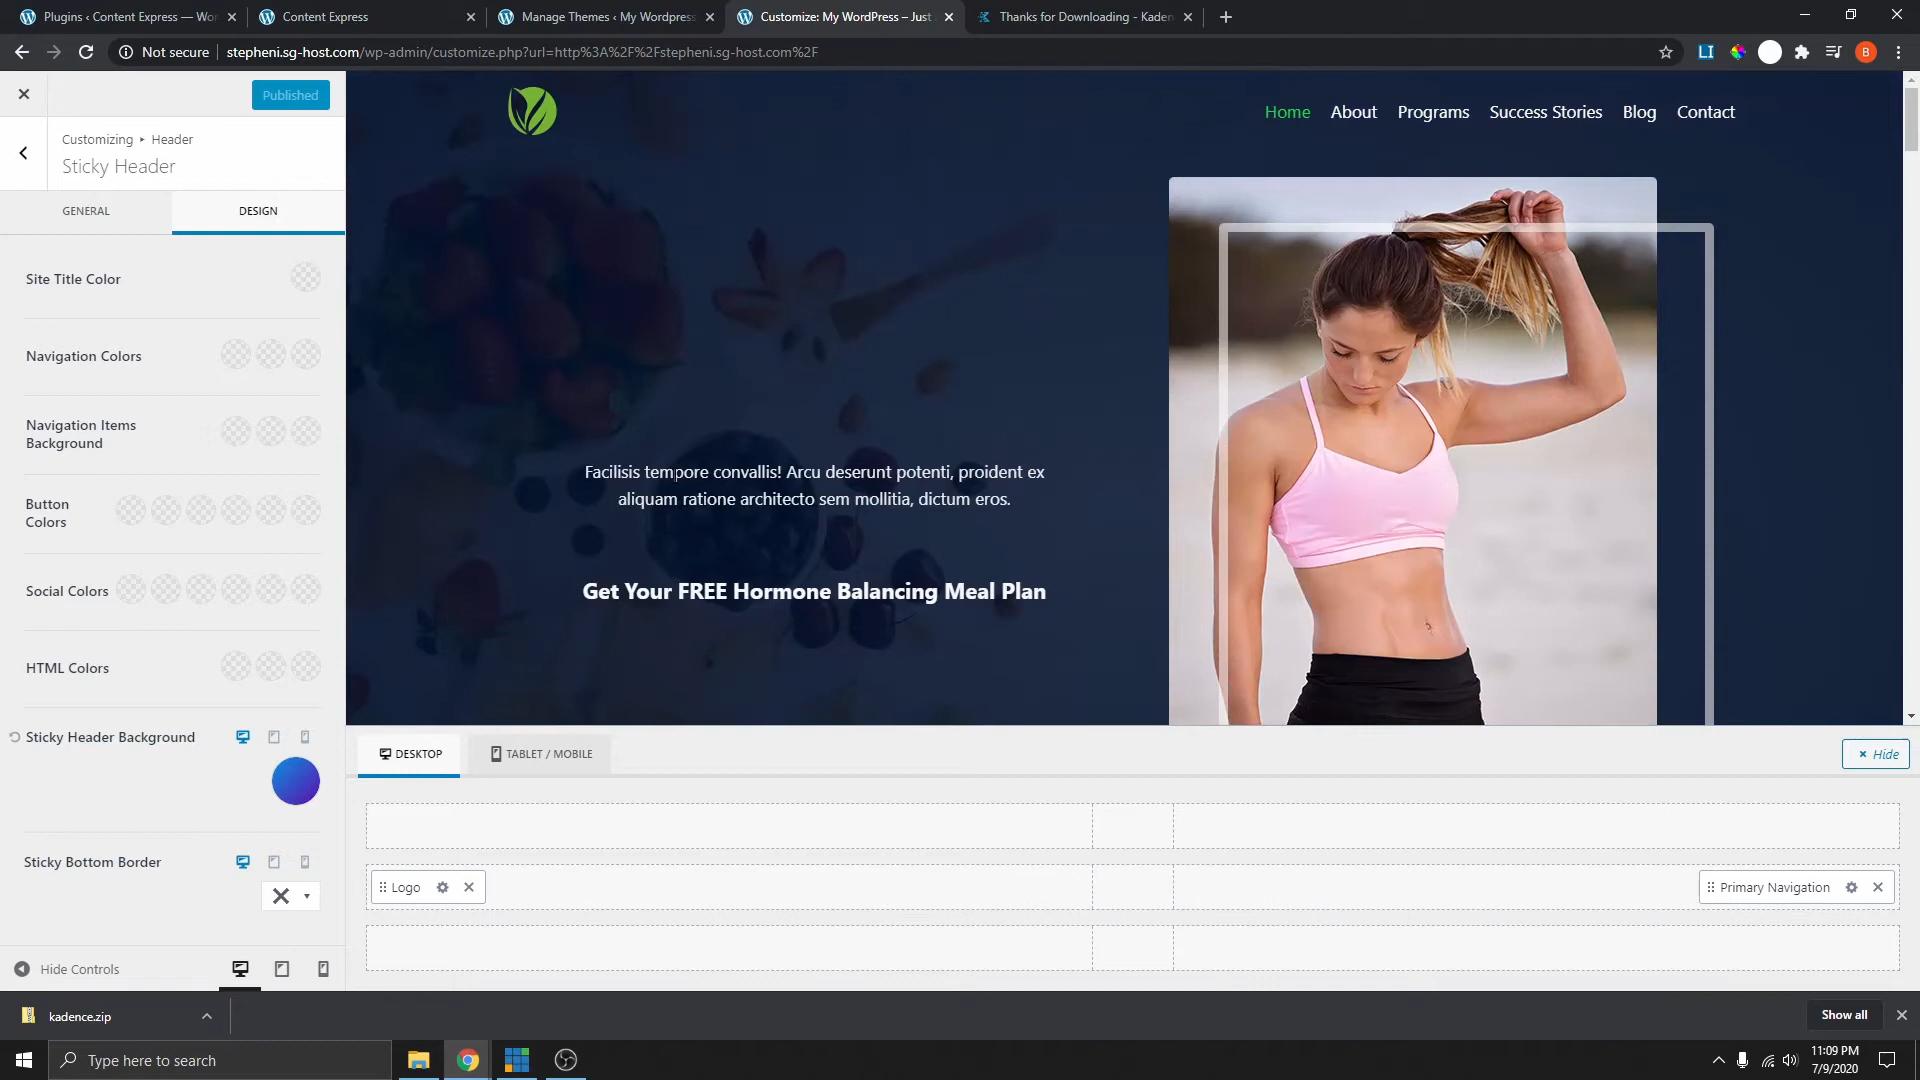 Plugins ‹ Content Express — Wor
Content Express
Manage Themes ‹ My Wordpress
Customize: My WordPress – Just
Thanks for Downloading - Kaden
Not secure
stepheni.sg-host.com/wp-admin/customize.php?url=http%3A%2F%2Fstepheni.sg-host.com%2F
LI
B
Published
Customizing ▸ Header
Sticky Header
GENERAL
DESIGN
Site Title Color
Navigation Colors
Navigation Items
Background
Button
Colors
Social Colors
HTML Colors
Sticky Header Background
Sticky Bottom Border
Hide Controls
Home
About
Programs
Success Stories
Blog
Contact
Facilisis tempore convallis! Arcu deserunt potenti, proident ex
aliquam ratione architecto sem mollitia, dictum eros.
Get Your FREE Hormone Balancing Meal Plan
DESKTOP
TABLET / MOBILE
Hide
Logo
Primary Navigation
kadence.zip
Show all
Type here to search
11:09 PM
7/9/2020